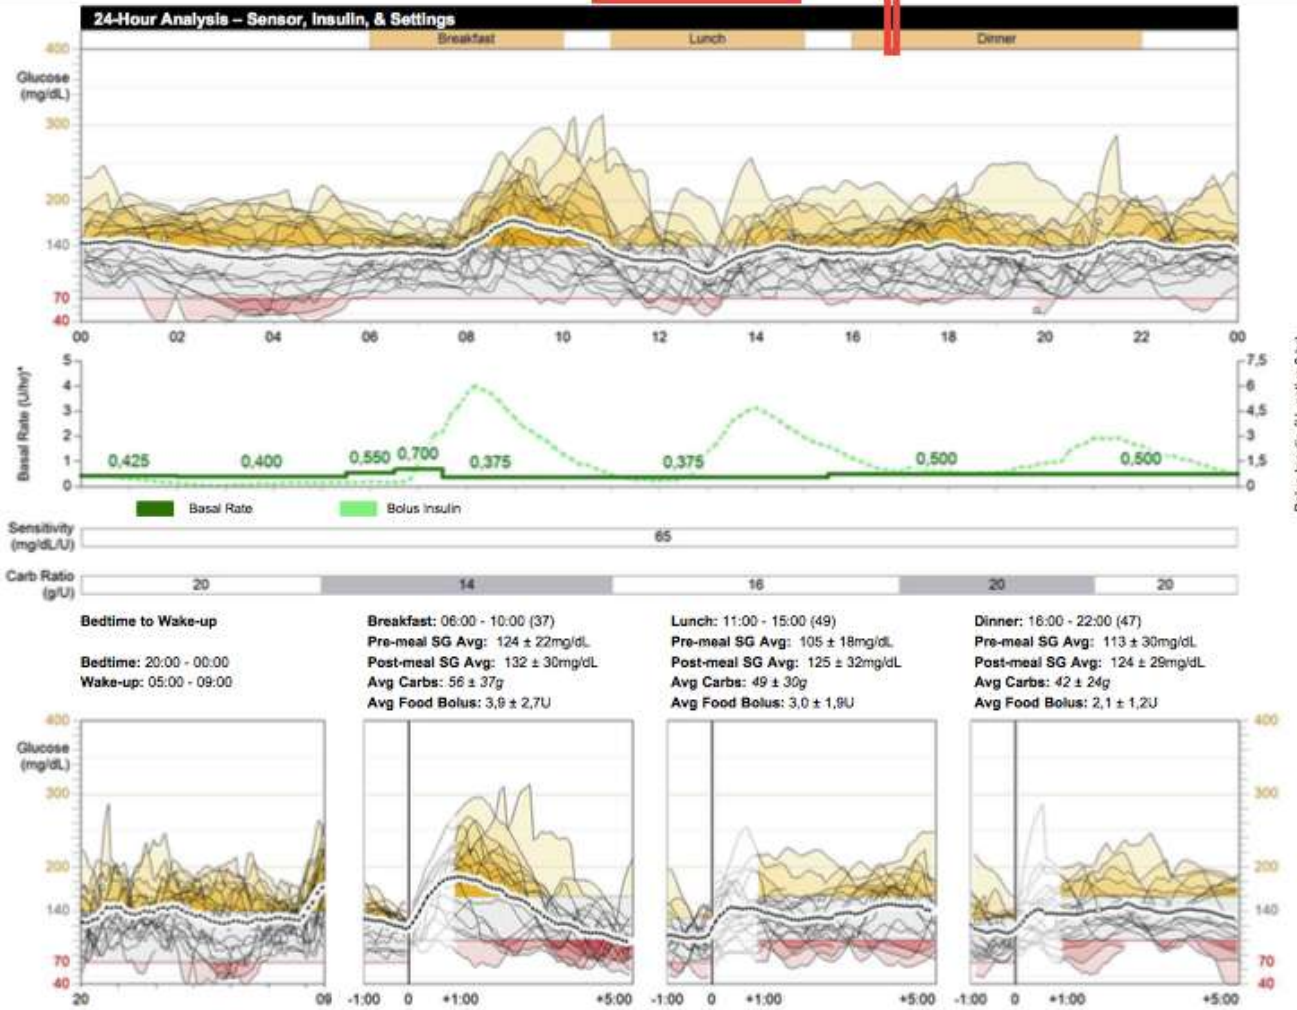 24-Hour Analysis – Sensor, Insulin, & Settings
Breakfast Lunch Dinner
400
Glucose
(mg/dL)
300
200
140
70
40
00 02 04 06 08 10 12 14 16 18 20 22 00
Basal Rate (U/hr)*
5 7,5
4 6
3 4,5
2 3
1 1,5
0 0
0,425 0,400 0,550 0,700 0,375 0,375 0,500 0,500
Basal Rate Bolus Insulin
Sensitivity
(mg/dL/U)
65
Carb Ratio
(g/U)
20 14 16 20 20
Bedtime to Wake-up
Bedtime: 20:00 - 00:00
Wake-up: 05:00 - 09:00
Breakfast: 06:00 - 10:00 (37)
Pre-meal SG Avg: 124 ± 22mg/dL
Post-meal SG Avg: 132 ± 30mg/dL
Avg Carbs: 56 ± 37g
Avg Food Bolus: 3,9 ± 2,7U
Lunch: 11:00 - 15:00 (49)
Pre-meal SG Avg: 105 ± 18mg/dL
Post-meal SG Avg: 125 ± 32mg/dL
Avg Carbs: 49 ± 30g
Avg Food Bolus: 3,0 ± 1,9U
Dinner: 16:00 - 22:00 (47)
Pre-meal SG Avg: 113 ± 30mg/dL
Post-meal SG Avg: 124 ± 29mg/dL
Avg Carbs: 42 ± 24g
Avg Food Bolus: 2,1 ± 1,2U
400 400
Glucose
(mg/dL)
300 300
200 200
140 140
70 70
40 40
20 09 -1:00 0 +1:00 +5:00 -1:00 0 +1:00 +5:00 -1:00 0 +1:00 +5:00